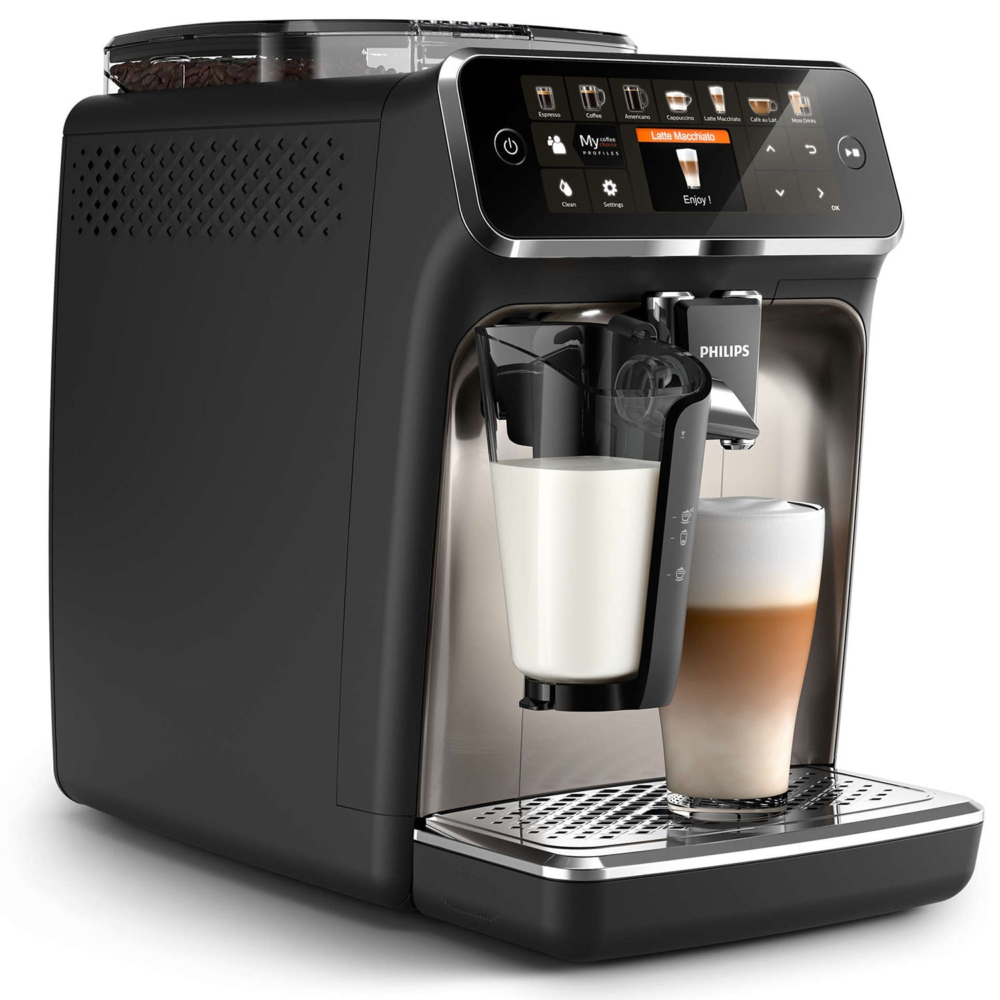 Espresso
Coffee
Americano
Cappuccino
Latte Macchiato
Café au Lait
More Drinks
My coffee
choice
PROFILES
Latte Macchiato
Enjoy !
Clean
Settings
OK
PHILIPS